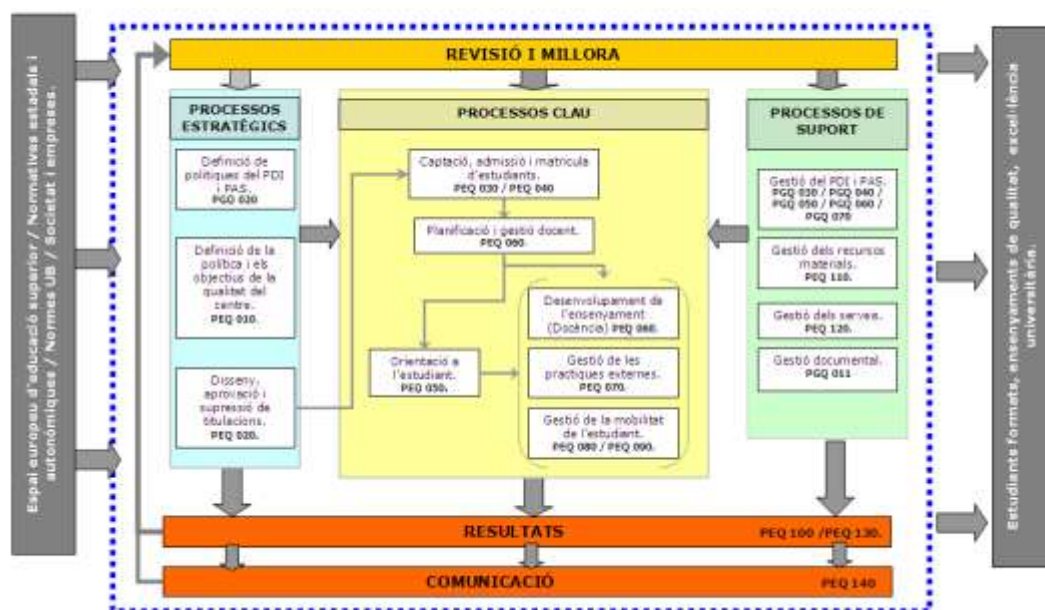 Espai europeu d'educació superior / Normatives estadals i
autonòmiques / Normes UB / Societat i empreses.
REVISIÓ I MILLORA
PROCESSOS
ESTRATÈGICS
Definició de
polítiques del PDI
i PAS.
PGQ 020
Definició de la
política i els
objectius de la
qualitat del
centre.
PEQ 010.
Disseny,
aprovació i
supressió de
titulacions.
PEQ 020.
PROCESSOS CLAU
Captació, admissió i matrícula
d'estudiants.
PEQ 030 / PEQ 040
Planificació i gestió docent.
PEQ 060.
Desenvolupament de
l'ensenyament
(Docència) PEQ 060.
Orientació a
l'estudiant.
PEQ 050.
Gestió de les
pràctiques externes.
PEQ 070.
Gestió de la mobilitat
de l'estudiant.
PEQ 080 / PEQ 090.
PROCESSOS DE
SUPORT
Gestió del PDI i PAS.
PGQ 030 / PGQ 040 /
PGQ 050 / PGQ 060 /
PGQ 070
Gestió dels recursos
materials.
PEQ 110.
Gestió dels serveis.
PEQ 120.
Gestió documental.
PGQ 011
RESULTATS
PEQ 100 /PEQ 130.
COMUNICACIÓ
PEQ 140
Estudiants formats, ensenyaments de qualitat, excel·lència
universitària.